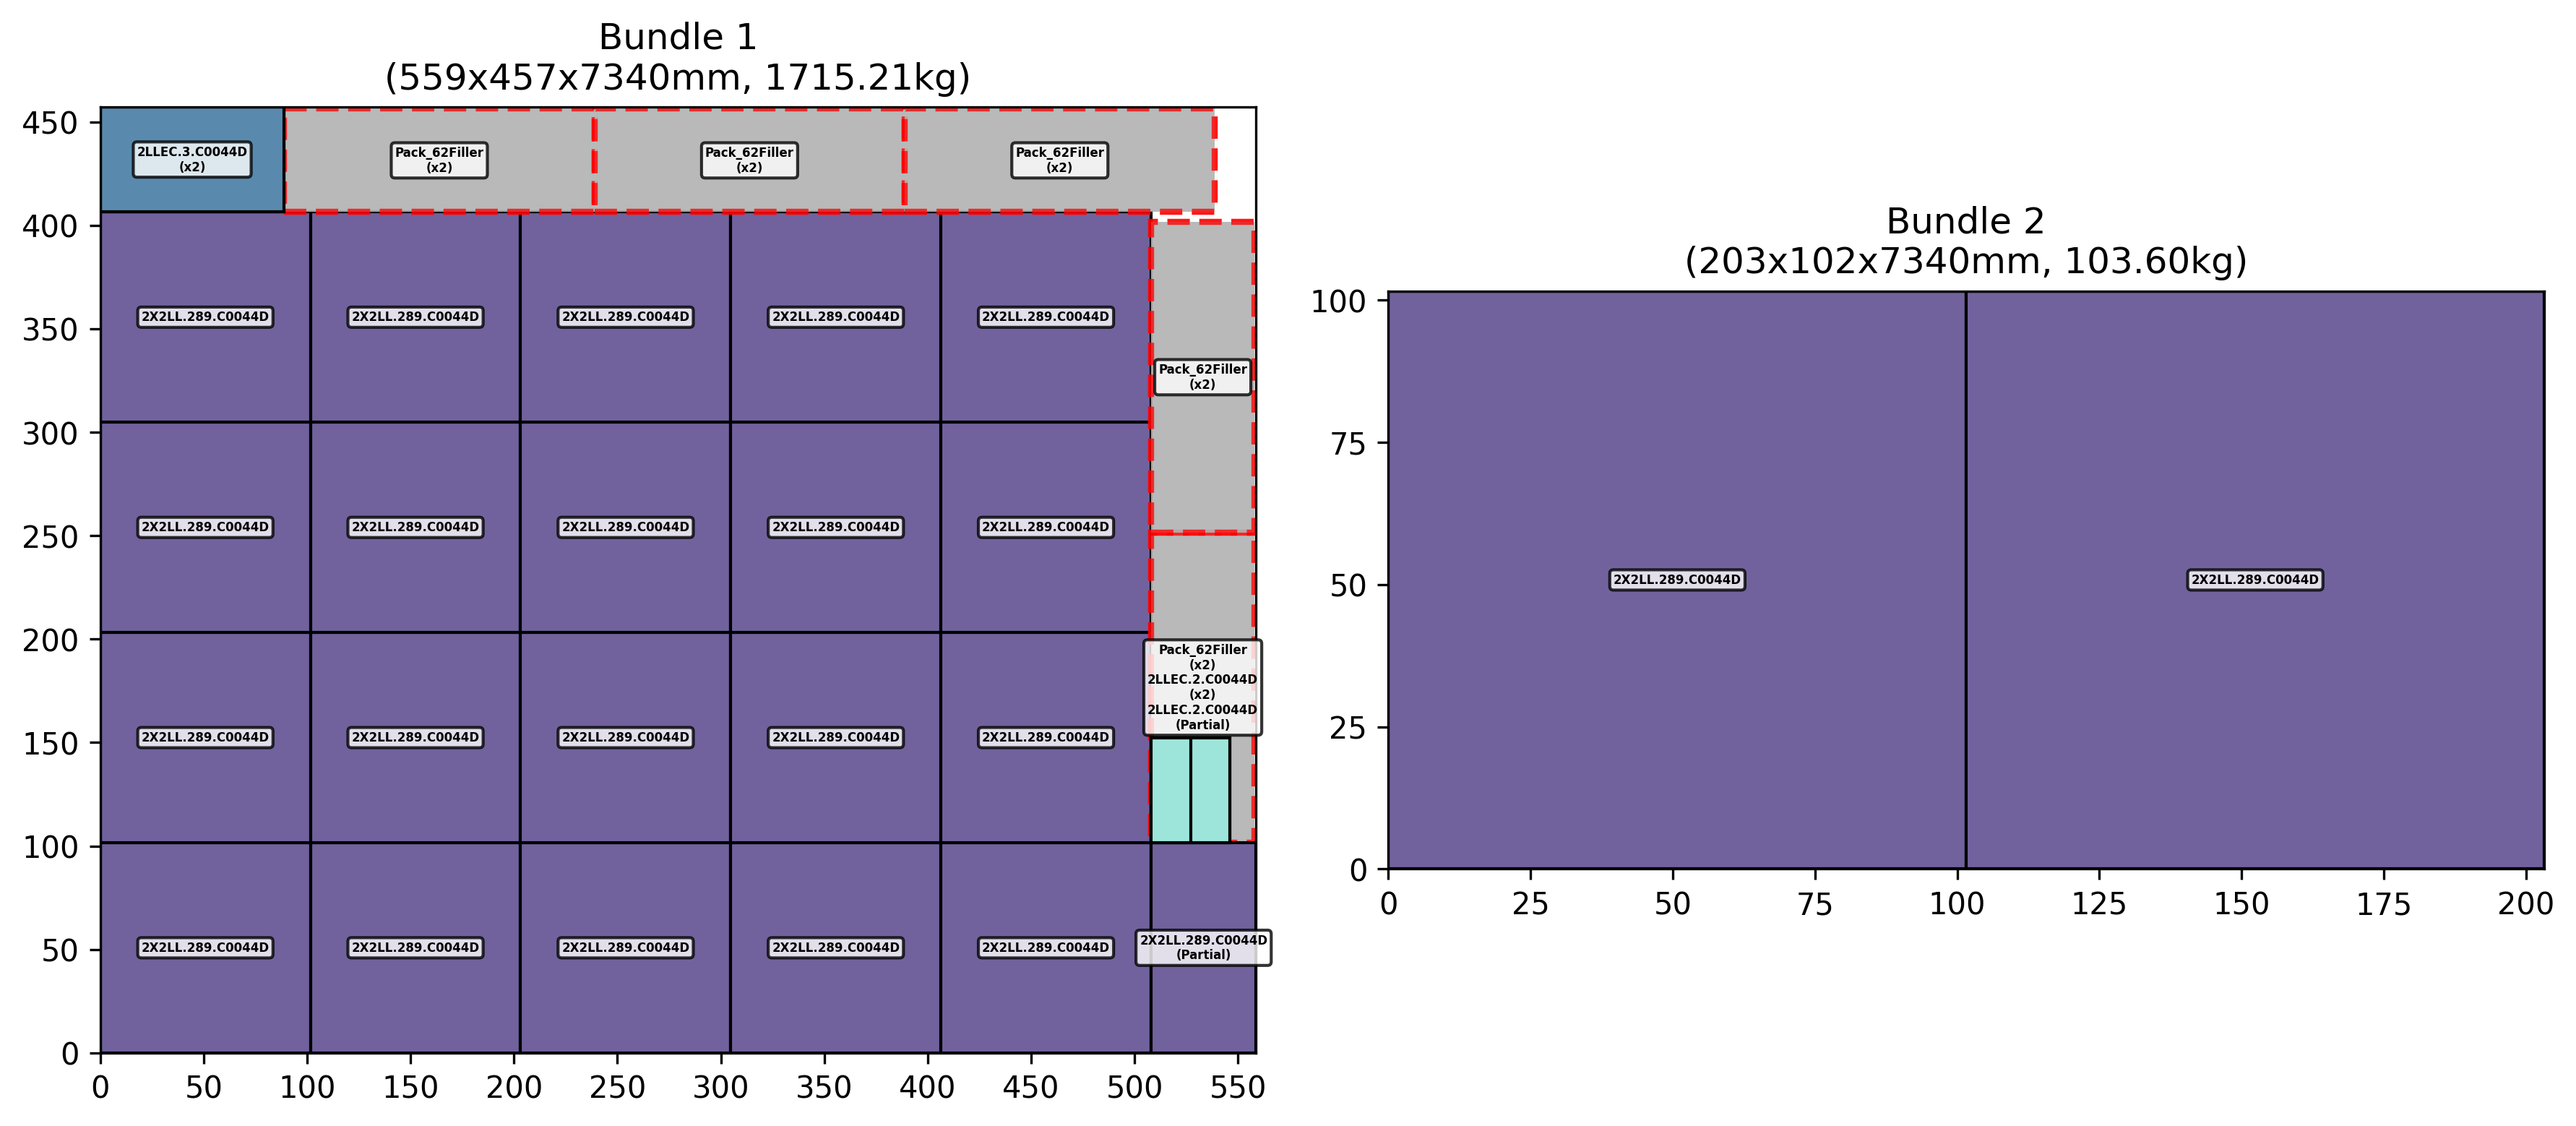 Bundle 1
(559x457x7340mm, 1715.21kg)
450
400
350
300
250
200
150
100
50
0
2LLEC.3.C0044D
(x2)
Pack_62Filler
(x2)
Pack_62Filler
(x2)
Pack_62Filler
(x2)
2X2LL.289.C0044D
2X2LL.289.C0044D
2X2LL.289.C0044D
2X2LL.289.C0044D
2X2LL.289.C0044D
Pack_62Filler
(x2)
2X2LL.289.C0044D
2X2LL.289.C0044D
2X2LL.289.C0044D
2X2LL.289.C0044D
2X2LL.289.C0044D
Pack_62Filler
(x2)
2LLEC.2.C0044D
(x2)
2LLEC.2.C0044D
(Partial)
2X2LL.289.C0044D
2X2LL.289.C0044D
2X2LL.289.C0044D
2X2LL.289.C0044D
2X2LL.289.C0044D
2X2LL.289.C0044D
2X2LL.289.C0044D
2X2LL.289.C0044D
2X2LL.289.C0044D
2X2LL.289.C0044D
2X2LL.289.C0044D
(Partial)
0 50 100 150 200 250 300 350 400 450 500 550
Bundle 2
(203x102x7340mm, 103.60kg)
100
75
50
25
0
2X2LL.289.C0044D
2X2LL.289.C0044D
0 25 50 75 100 125 150 175 200